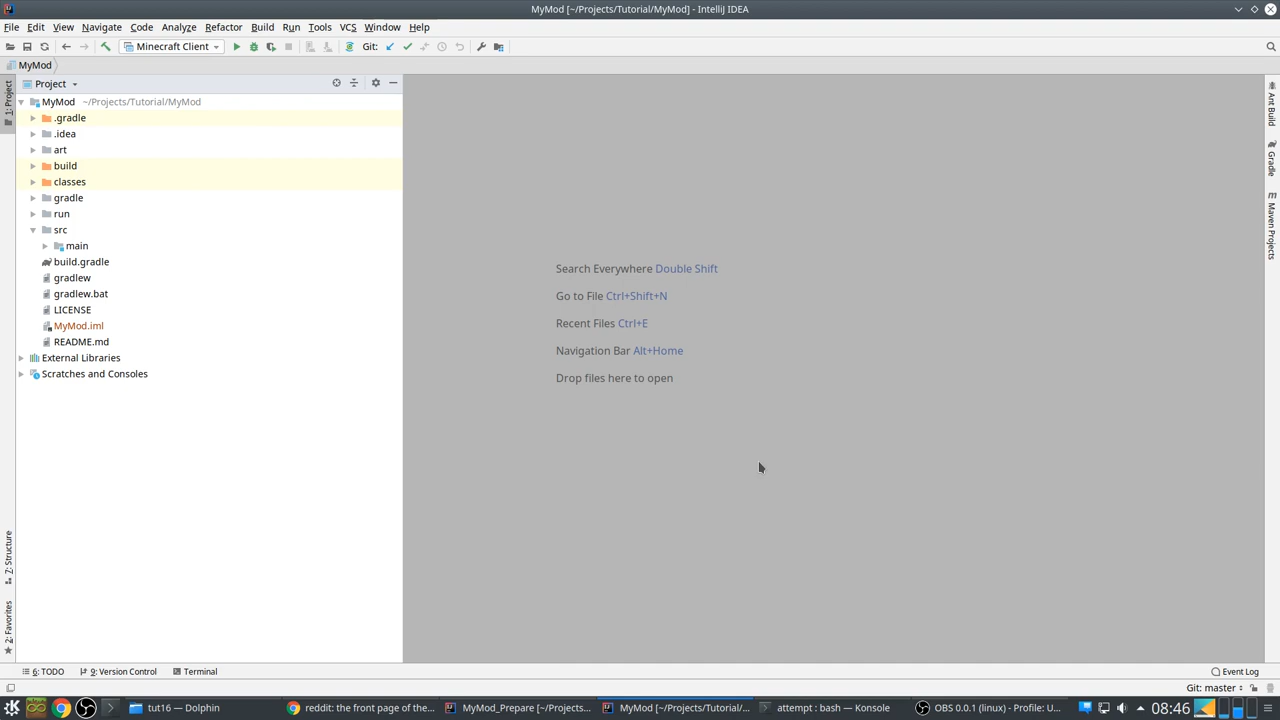 MyMod [~/Projects/Tutorial/MyMod] - IntelliJ IDEA
File Edit View Navigate Code Analyze Refactor Build Run Tools VCS Window Help
Minecraft Client Git:
MyMod
Project
1: Project
MyMod ~/Projects/Tutorial/MyMod
.gradle
.idea
art
build
classes
gradle
run
src
main
build.gradle
gradlew
gradlew.bat
LICENSE
MyMod.iml
README.md
External Libraries
Scratches and Consoles
Search Everywhere Double Shift
Go to File Ctrl+Shift+N
Recent Files Ctrl+E
Navigation Bar Alt+Home
Drop files here to open
Ant Build
Gradle
Maven Projects
7: Structure
2: Favorites
6: TODO 9: Version Control Terminal Event Log
Git: master
tut16 — Dolphin reddit: the front page of the... MyMod_Prepare [~/Projects... MyMod [~/Projects/Tutorial/... attempt : bash — Konsole OBS 0.0.1 (linux) - Profile: U... 08:46